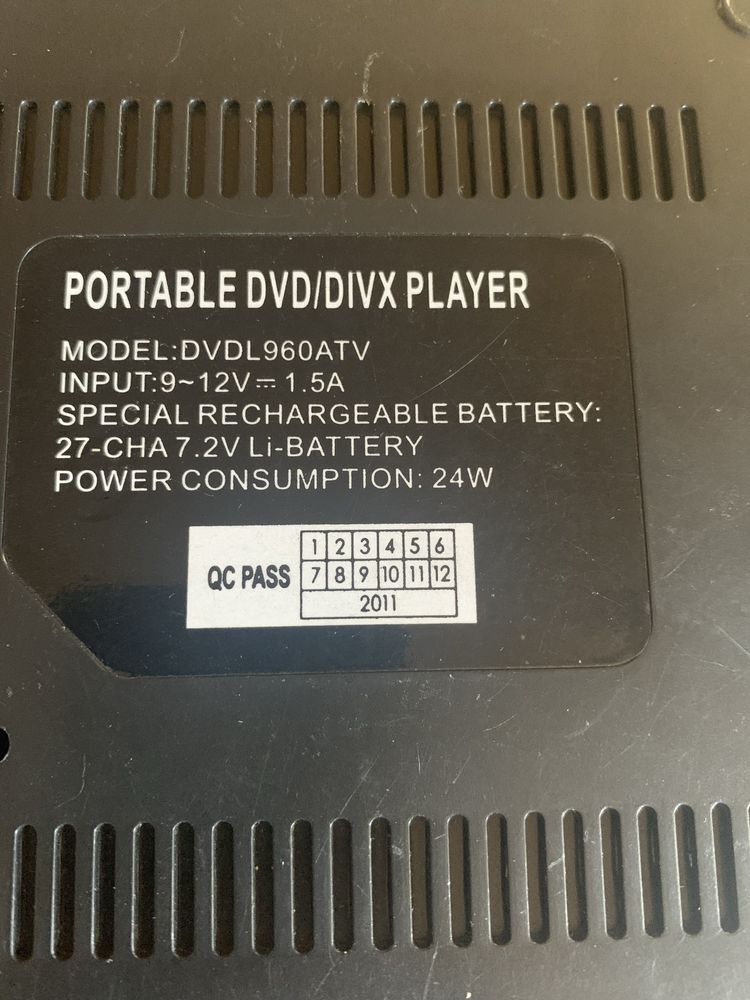 PORTABLE DVD/DIVX PLAYER
MODEL:DVDL960ATV
INPUT:9~12V⎓1.5A
SPECIAL RECHARGEABLE BATTERY:
27-CHA 7.2V Li-BATTERY
POWER CONSUMPTION: 24W
QC PASS
1 2 3 4 5 6
7 8 9 10 11 12
2011